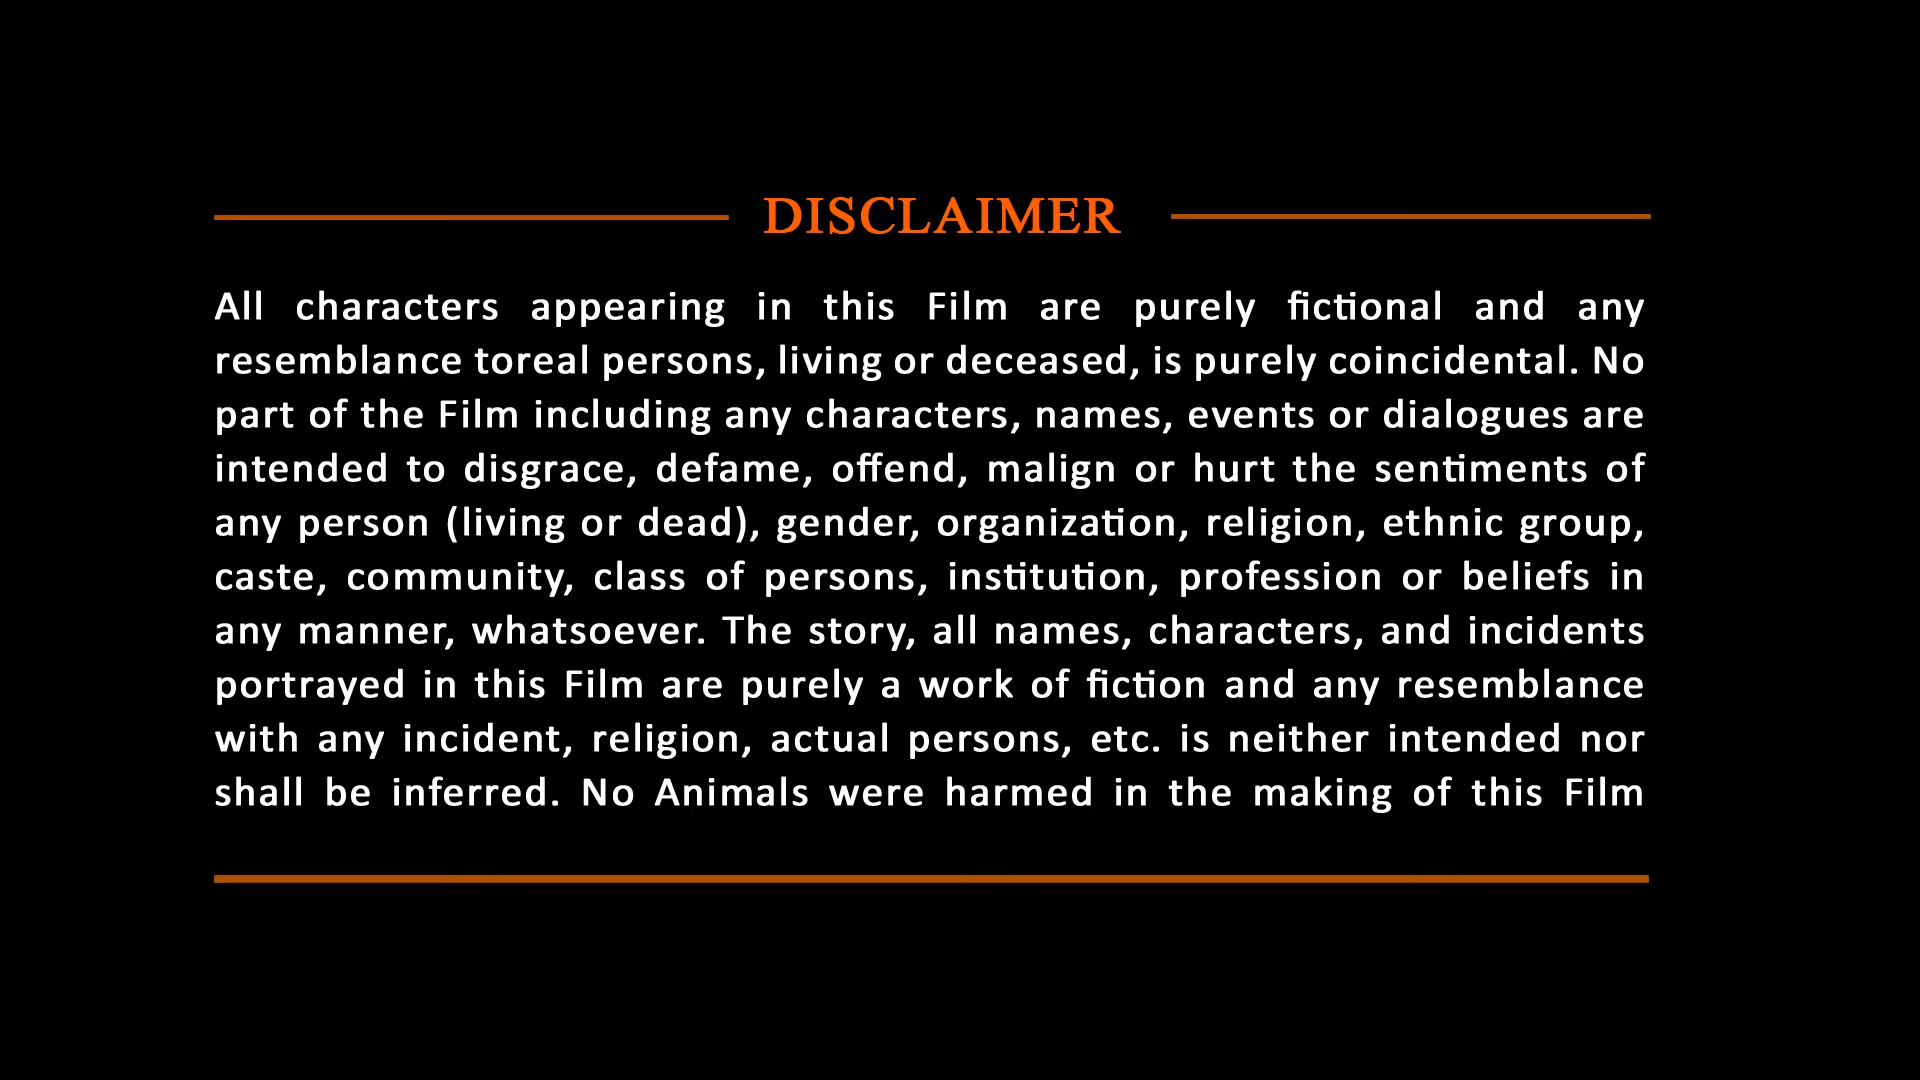 DISCLAIMER
All characters appearing in this Film are purely fictional and any
resemblance toreal persons, living or deceased, is purely coincidental. No
part of the Film including any characters, names, events or dialogues are
intended to disgrace, defame, offend, malign or hurt the sentiments of
any person (living or dead), gender, organization, religion, ethnic group,
caste, community, class of persons, institution, profession or beliefs in
any manner, whatsoever. The story, all names, characters, and incidents
portrayed in this Film are purely a work of fiction and any resemblance
with any incident, religion, actual persons, etc. is neither intended nor
shall be inferred. No Animals were harmed in the making of this Film